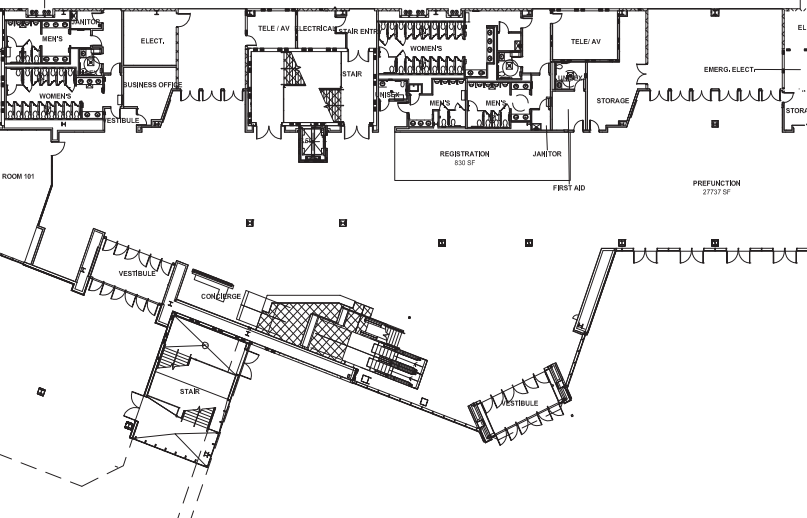 JANITOR
MEN'S
ELECT.
TELE / AV
ELECTRICAL
STAIR ENTRY
WOMEN'S
TELE/ AV
EMERG. ELECT.
STAIR
BUSINESS OFFICE
WOMEN'S
VESTIBULE
MEN'S
MEN'S
STORAGE
REGISTRATION
830 SF
JANITOR
FIRST AID
ROOM 101
PREFUNCTION
27737 SF
VESTIBULE
CONCIERGE
STAIR
VESTIBULE